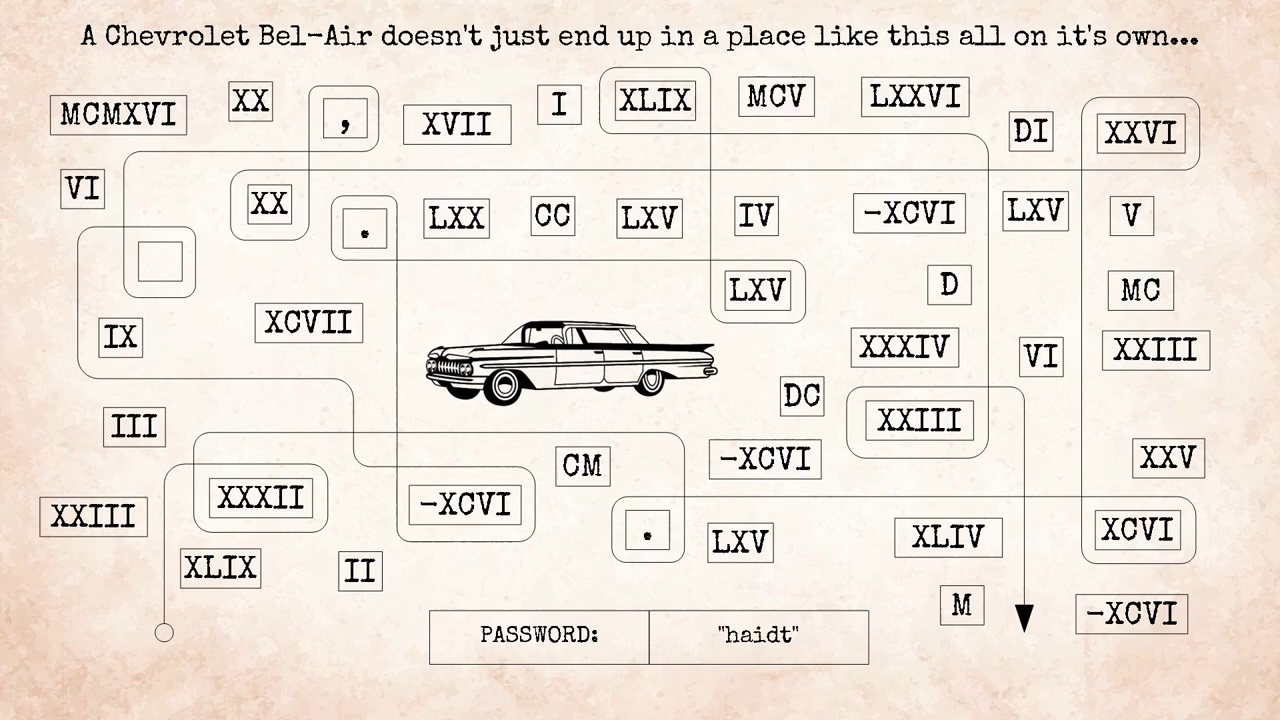 A Chevrolet Bel-Air doesn't just end up in a place like this all on it's own...
MCMXVI XX , XVII I XLIX MCV LXXVI DI XXVI
VI XX . LXX CC LXV IV -XCVI LXV V
LXV D MC
IX XCVII XXXIV VI XXIII
III DC XXIII
CM -XCVI XXV
XXIII XXXII -XCVI . LXV XLIV XCVI
XLIX II M -XCVI
PASSWORD: "haidt"